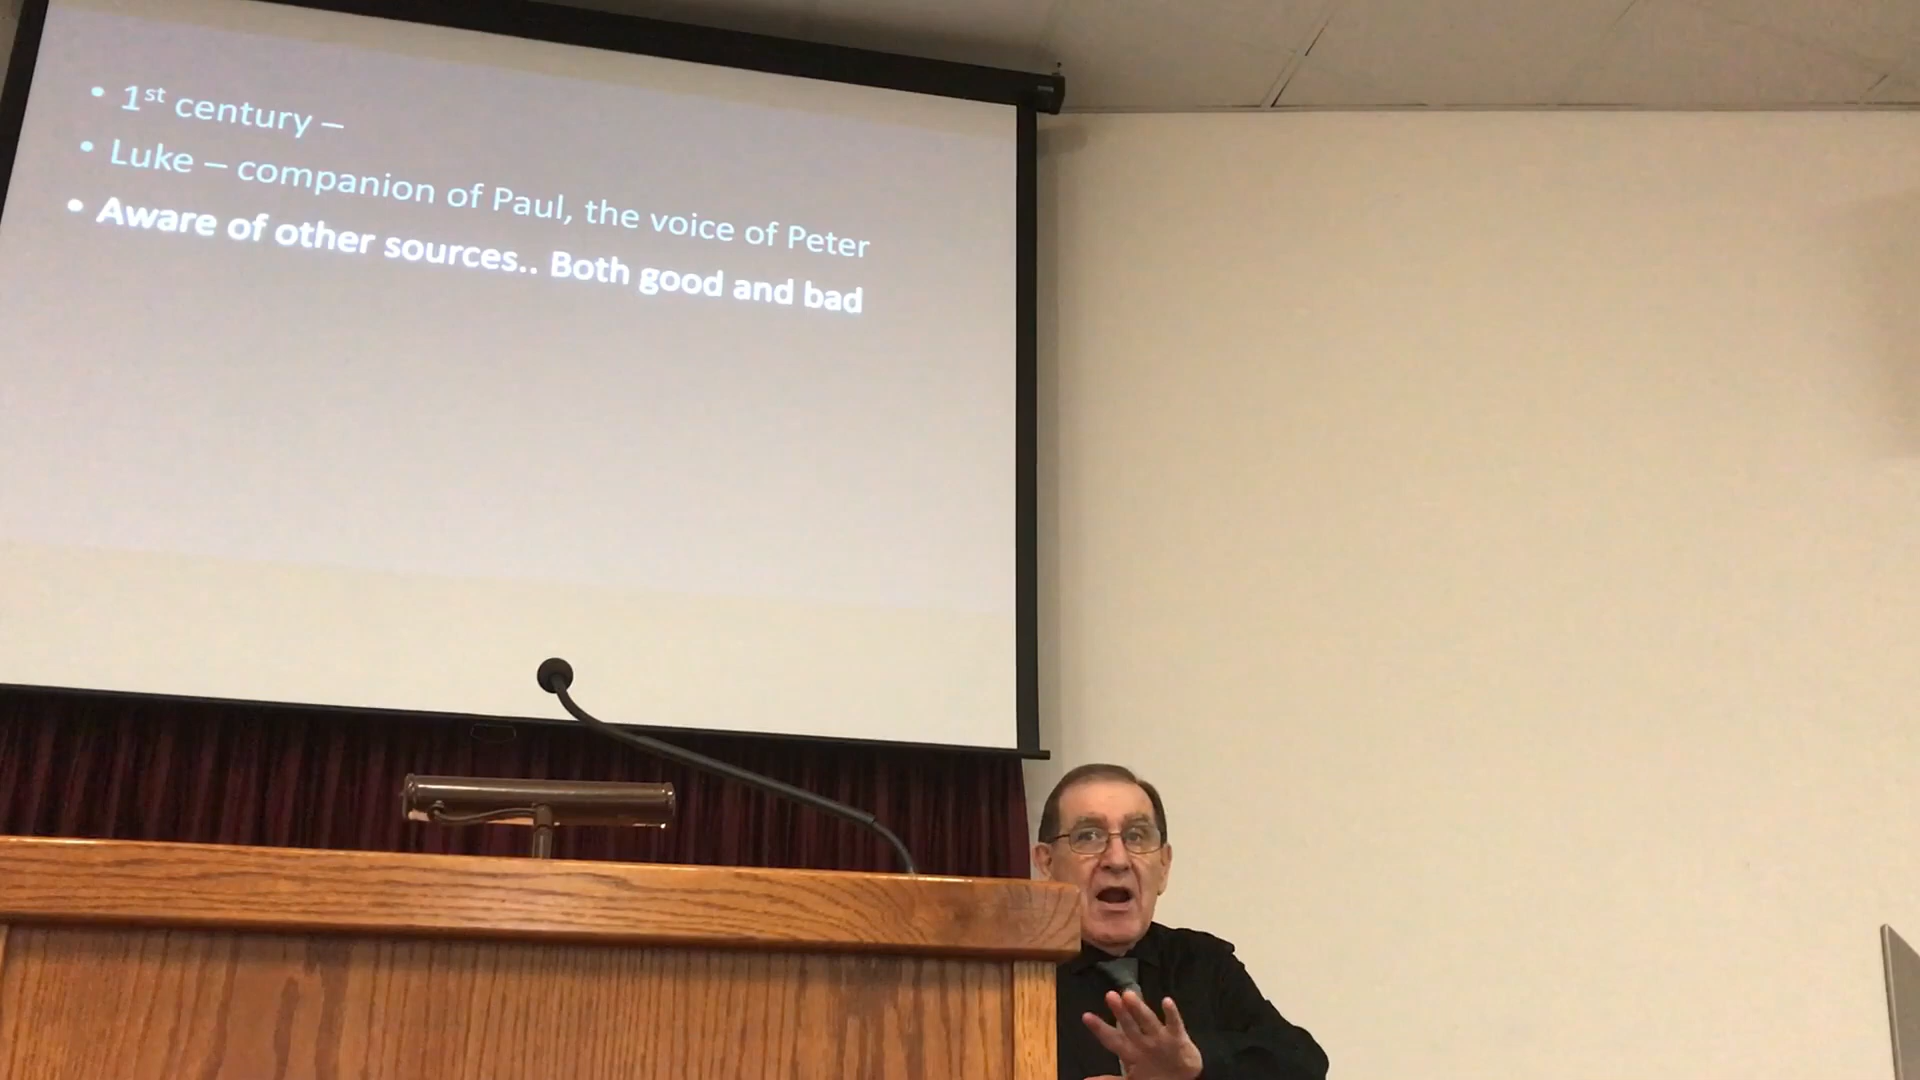 • 1st century –
• Luke – companion of Paul, the voice of Peter
• Aware of other sources.. Both good and bad